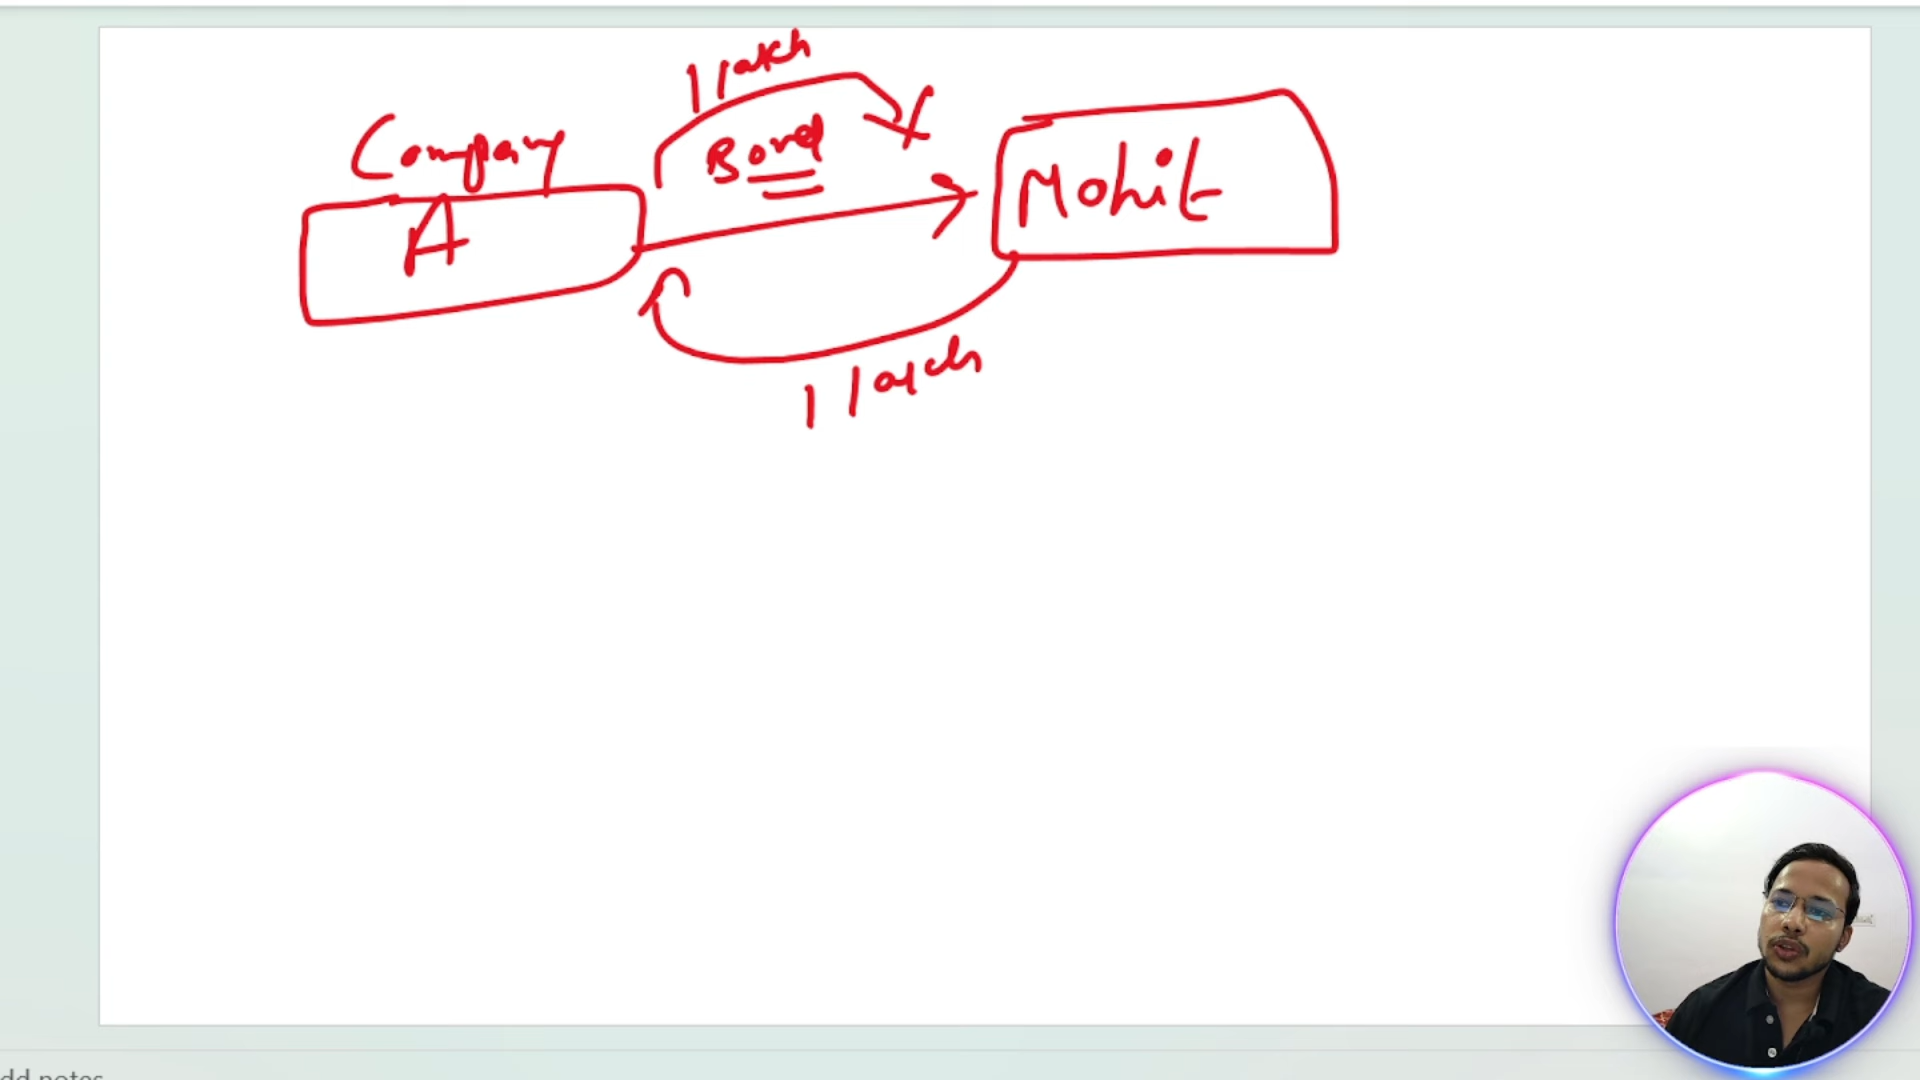 1 lakh
Company
Bond
A
Mohit
1 lakh
dd notes